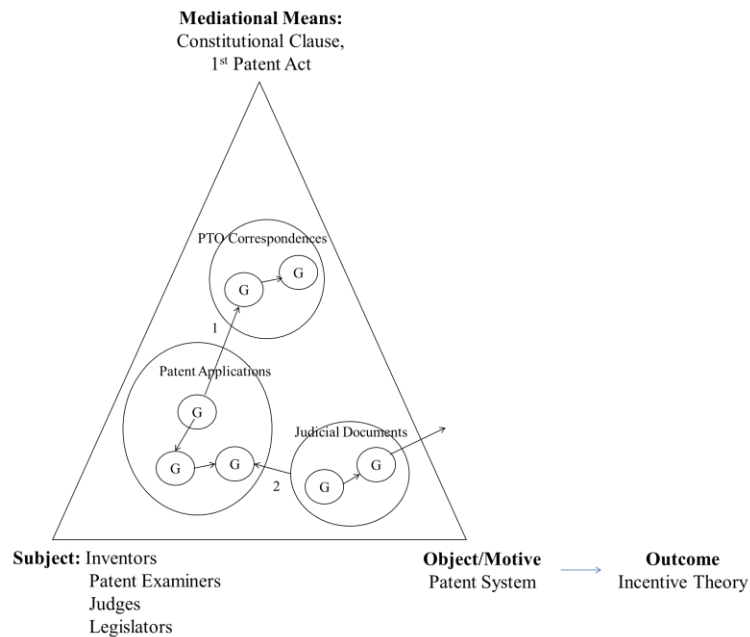 Mediational Means:
Constitutional Clause,
1st Patent Act
PTO Correspondences
G
G
1
Patent Applications
G
G
G
Judicial Documents
G
G
2
Subject: Inventors
Patent Examiners
Judges
Legislators
Object/Motive
Patent System
Outcome
Incentive Theory